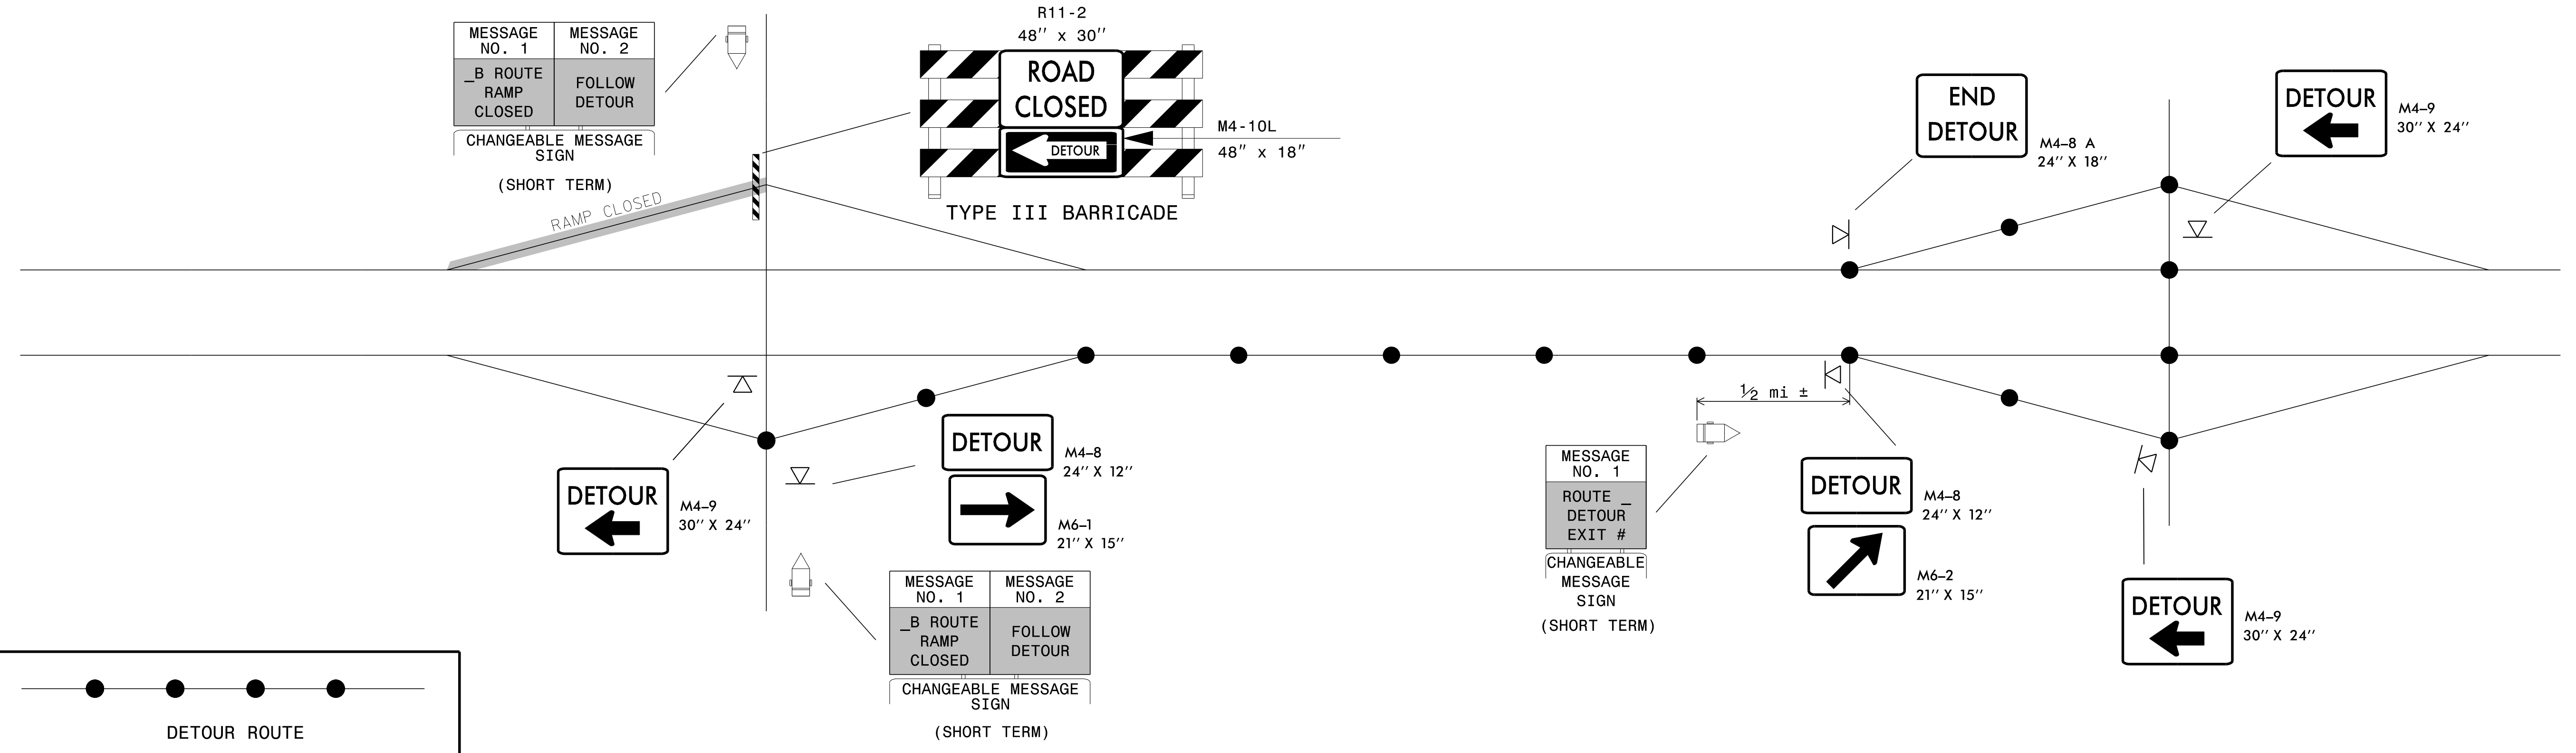 MESSAGE NO. 1
MESSAGE NO. 2
_B ROUTE
RAMP
CLOSED
FOLLOW
DETOUR
CHANGEABLE MESSAGE
SIGN
(SHORT TERM)
RAMP CLOSED
R11-2
48" x 30"
ROAD
CLOSED
DETOUR
M4-10L
48" x 18"
TYPE III BARRICADE
END
DETOUR
M4-8 A
24'' X 18''
DETOUR
M4-9
30'' X 24''
DETOUR
M4-9
30'' X 24''
DETOUR
M4-8
24'' X 12''
M6-1
21'' X 15''
MESSAGE NO. 1
MESSAGE NO. 2
_B ROUTE
RAMP
CLOSED
FOLLOW
DETOUR
CHANGEABLE MESSAGE
SIGN
(SHORT TERM)
1/2 mi ±
MESSAGE
NO. 1
ROUTE _
DETOUR
EXIT #
CHANGEABLE
MESSAGE
SIGN
(SHORT TERM)
DETOUR
M4-8
24'' X 12''
M6-2
21'' X 15''
DETOUR
M4-9
30'' X 24''
DETOUR ROUTE